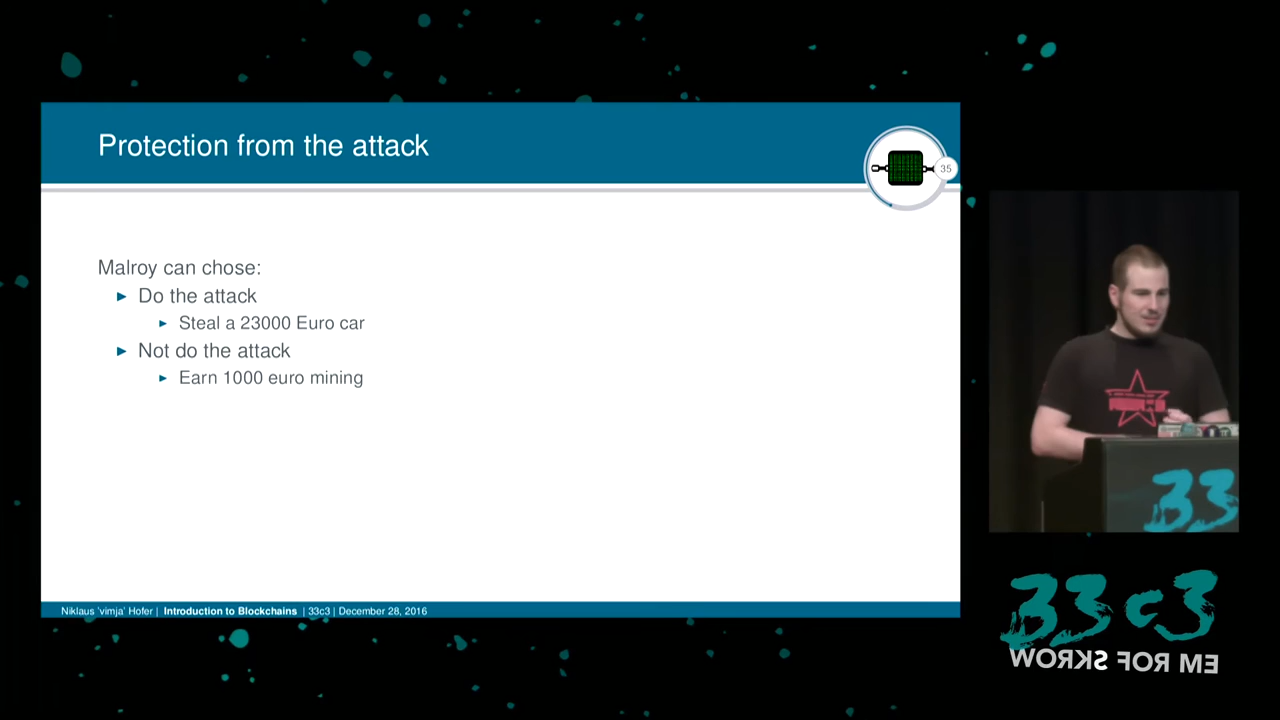 Protection from the attack
35
Malroy can chose:
Do the attack
Steal a 23000 Euro car
Not do the attack
Earn 1000 euro mining
Niklaus 'vimja' Hofer | Introduction to Blockchains | 33c3 | December 28, 2016
33
33c3
WORKS FOR ME